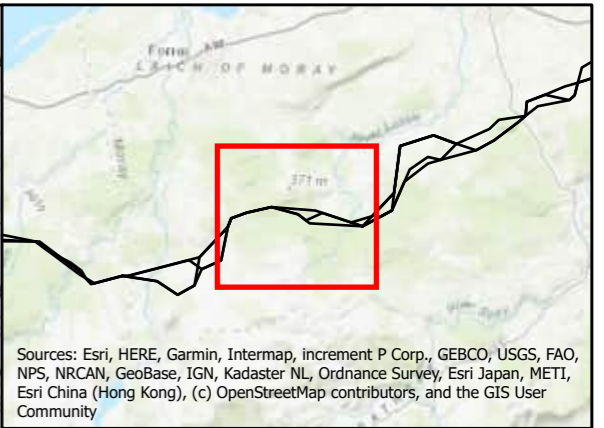 Forres A96
LAICH OF MORAY
371 m
Sources: Esri, HERE, Garmin, Intermap, increment P Corp., GEBCO, USGS, FAO,
NPS, NRCAN, GeoBase, IGN, Kadaster NL, Ordnance Survey, Esri Japan, METI,
Esri China (Hong Kong), (c) OpenStreetMap contributors, and the GIS User
Community